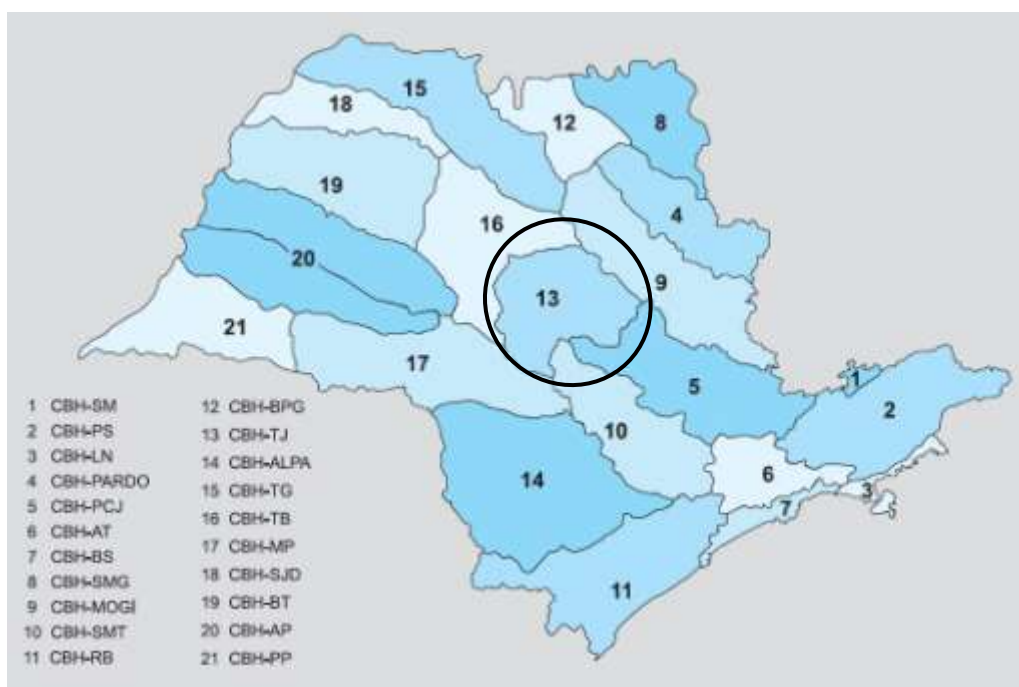 15
18
12
8
19
4
16
20
9
13
21
17
5
1
2
10
6
14
3
7
11
1 CBH-SM
2 CBH-PS
3 CBH-LN
4 CBH-PARDO
5 CBH-PCJ
6 CBH-AT
7 CBH-BS
8 CBH-SMG
9 CBH-MOGI
10 CBH-SMT
11 CBH-RB
12 CBH-BPG
13 CBH-TJ
14 CBH-ALPA
15 CBH-TG
16 CBH-TB
17 CBH-MP
18 CBH-SJD
19 CBH-BT
20 CBH-AP
21 CBH-PP